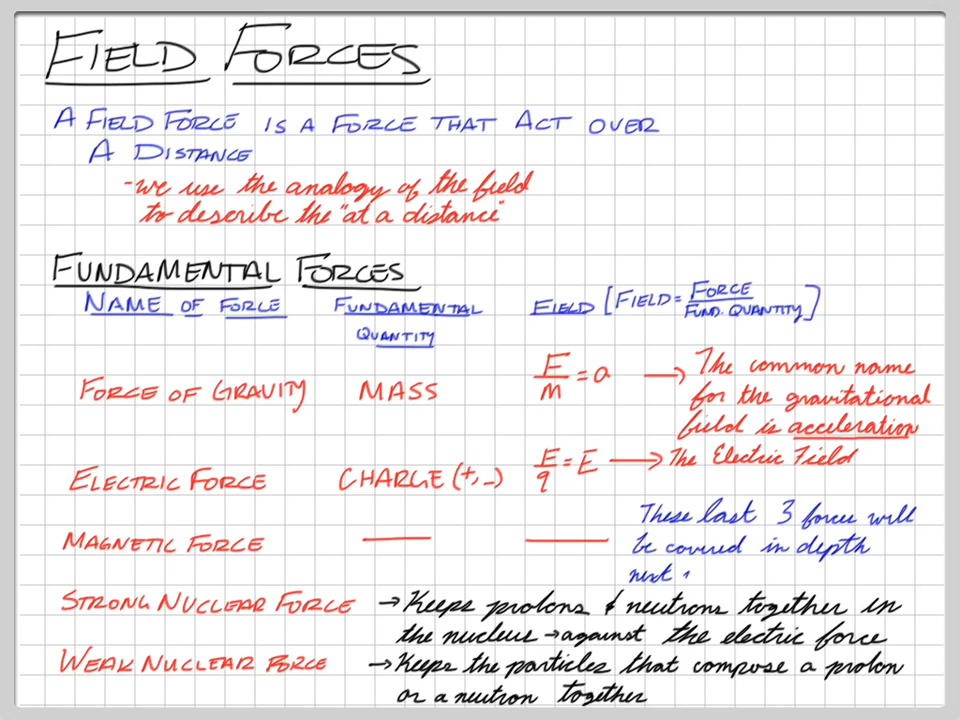 FIELD FORCES
A FIELD FORCE IS A FORCE THAT ACT OVER
A DISTANCE
-we use the analogy of the field
to describe the "at a distance"
FUNDAMENTAL FORCES
NAME OF FORCE FUNDAMENTAL QUANTITY FIELD [FIELD = FORCE / FUND. QUANTITY]
FORCE OF GRAVITY MASS F/m = a → The common name
for the gravitational
field is acceleration
ELECTRIC FORCE CHARGE (+,-) F/q = E → The Electric Field
MAGNETIC FORCE — —
These last 3 forces will
be covered in depth
next
STRONG NUCLEAR FORCE → Keeps protons & neutrons together in
the nucleus → against the electric force
WEAK NUCLEAR FORCE → Keeps the particles that compose a proton
or a neutron together